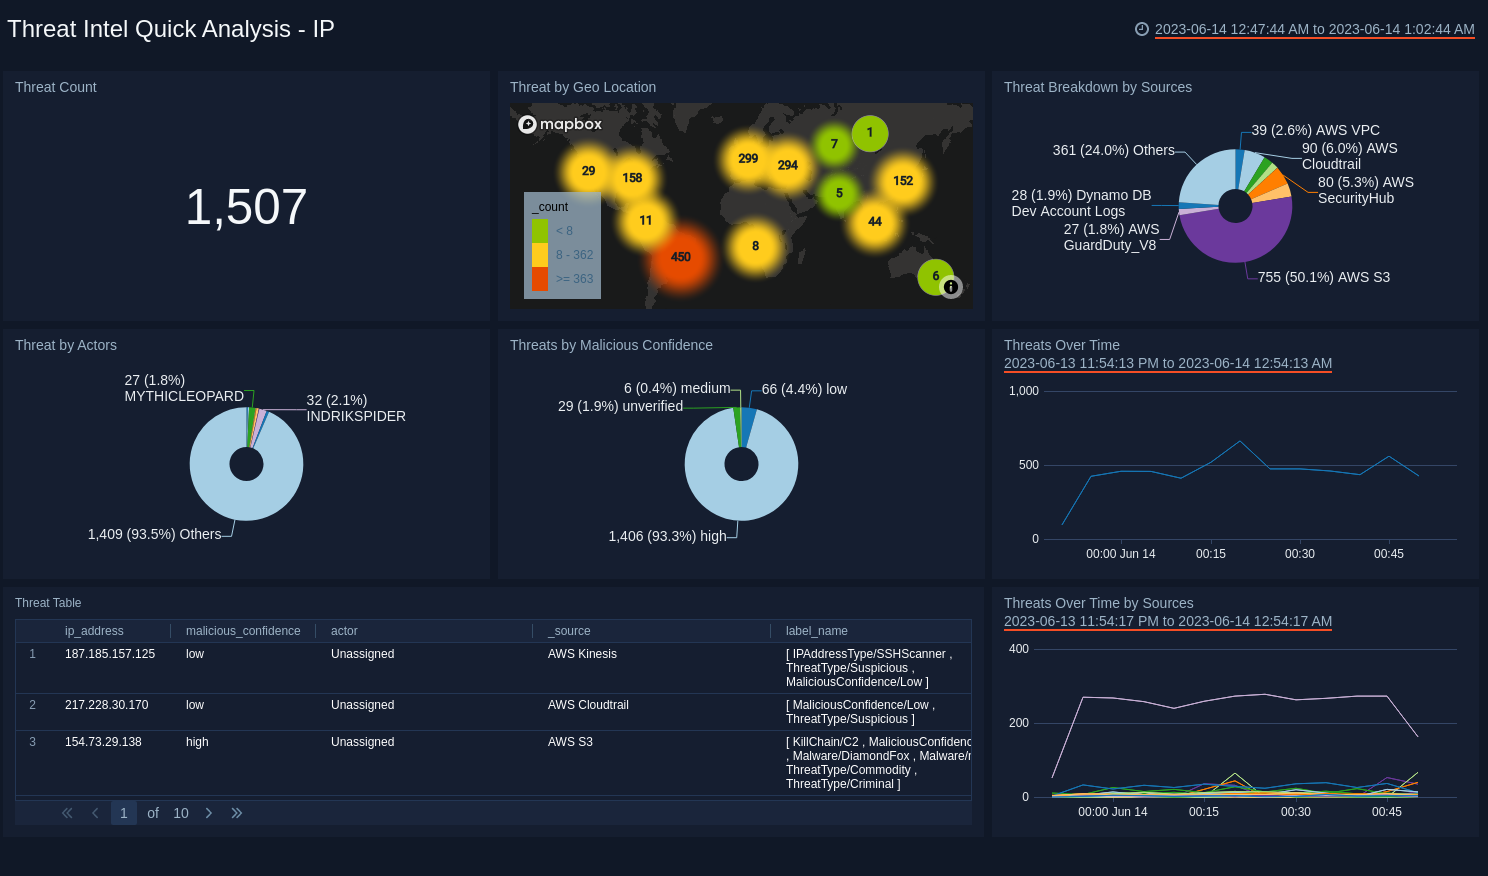 Threat Intel Quick Analysis - IP
2023-06-14 12:47:44 AM to 2023-06-14 1:02:44 AM
Threat Count
1,507
Threat by Geo Location
mapbox
29
158
299
294
7
1
5
152
11
44
8
450
6
_count
< 8
8 - 362
>= 363
Threat Breakdown by Sources
39 (2.6%) AWS VPC
361 (24.0%) Others
90 (6.0%) AWS
Cloudtrail
80 (5.3%) AWS
SecurityHub
28 (1.9%) Dynamo DB
Dev Account Logs
27 (1.8%) AWS
GuardDuty_V8
755 (50.1%) AWS S3
Threat by Actors
27 (1.8%)
MYTHICLEOPARD
32 (2.1%)
INDRIKSPIDER
1,409 (93.5%) Others
Threats by Malicious Confidence
6 (0.4%) medium
66 (4.4%) low
29 (1.9%) unverified
1,406 (93.3%) high
Threats Over Time
2023-06-13 11:54:13 PM to 2023-06-14 12:54:13 AM
1,000
500
0
00:00 Jun 14 00:15 00:30 00:45
Threat Table
ip_address malicious_confidence actor _source label_name
1 187.185.157.125 low Unassigned AWS Kinesis [ IPAddressType/SSHScanner ,
ThreatType/Suspicious ,
MaliciousConfidence/Low ]
2 217.228.30.170 low Unassigned AWS Cloudtrail [ MaliciousConfidence/Low ,
ThreatType/Suspicious ]
3 154.73.29.138 high Unassigned AWS S3 [ KillChain/C2 , MaliciousConfidenc
, Malware/DiamondFox , Malware/
ThreatType/Commodity ,
ThreatType/Criminal ]
1 of 10
Threats Over Time by Sources
2023-06-13 11:54:17 PM to 2023-06-14 12:54:17 AM
400
200
0
00:00 Jun 14 00:15 00:30 00:45